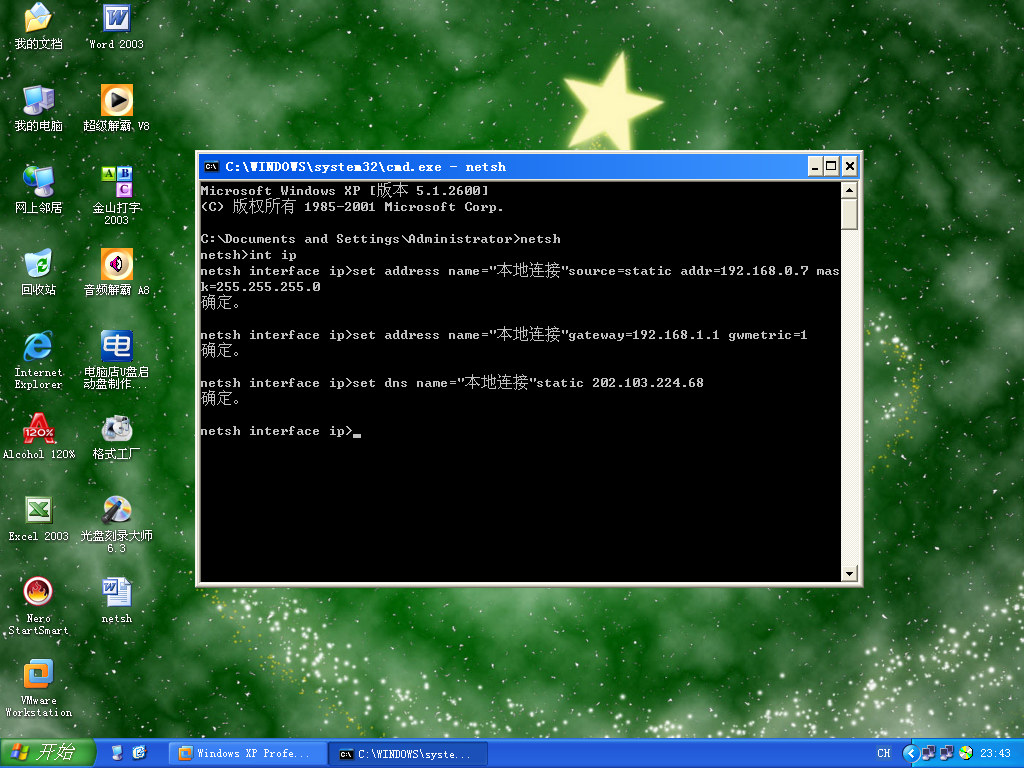 我的文档
Word 2003
我的电脑
超级解霸 V8
网上邻居
金山打字
2003
回收站
音频解霸 A8
Internet
Explorer
电脑店U盘启
动盘制作...
Alcohol 120%
格式工厂
Excel 2003
光盘刻录大师
6.3
Nero
StartSmart
netsh
VMware
Workstation
C:\WINDOWS\system32\cmd.exe - netsh
Microsoft Windows XP [版本 5.1.2600]
(C) 版权所有 1985-2001 Microsoft Corp.
C:\Documents and Settings\Administrator>netsh
netsh>int ip
netsh interface ip>set address name="本地连接"source=static addr=192.168.0.7 mas
k=255.255.255.0
确定。
netsh interface ip>set address name="本地连接"gateway=192.168.1.1 gwmetric=1
确定。
netsh interface ip>set dns name="本地连接"static 202.103.224.68
确定。
netsh interface ip>
开始
Windows XP Profe...
C:\WINDOWS\syste...
CH
23:43